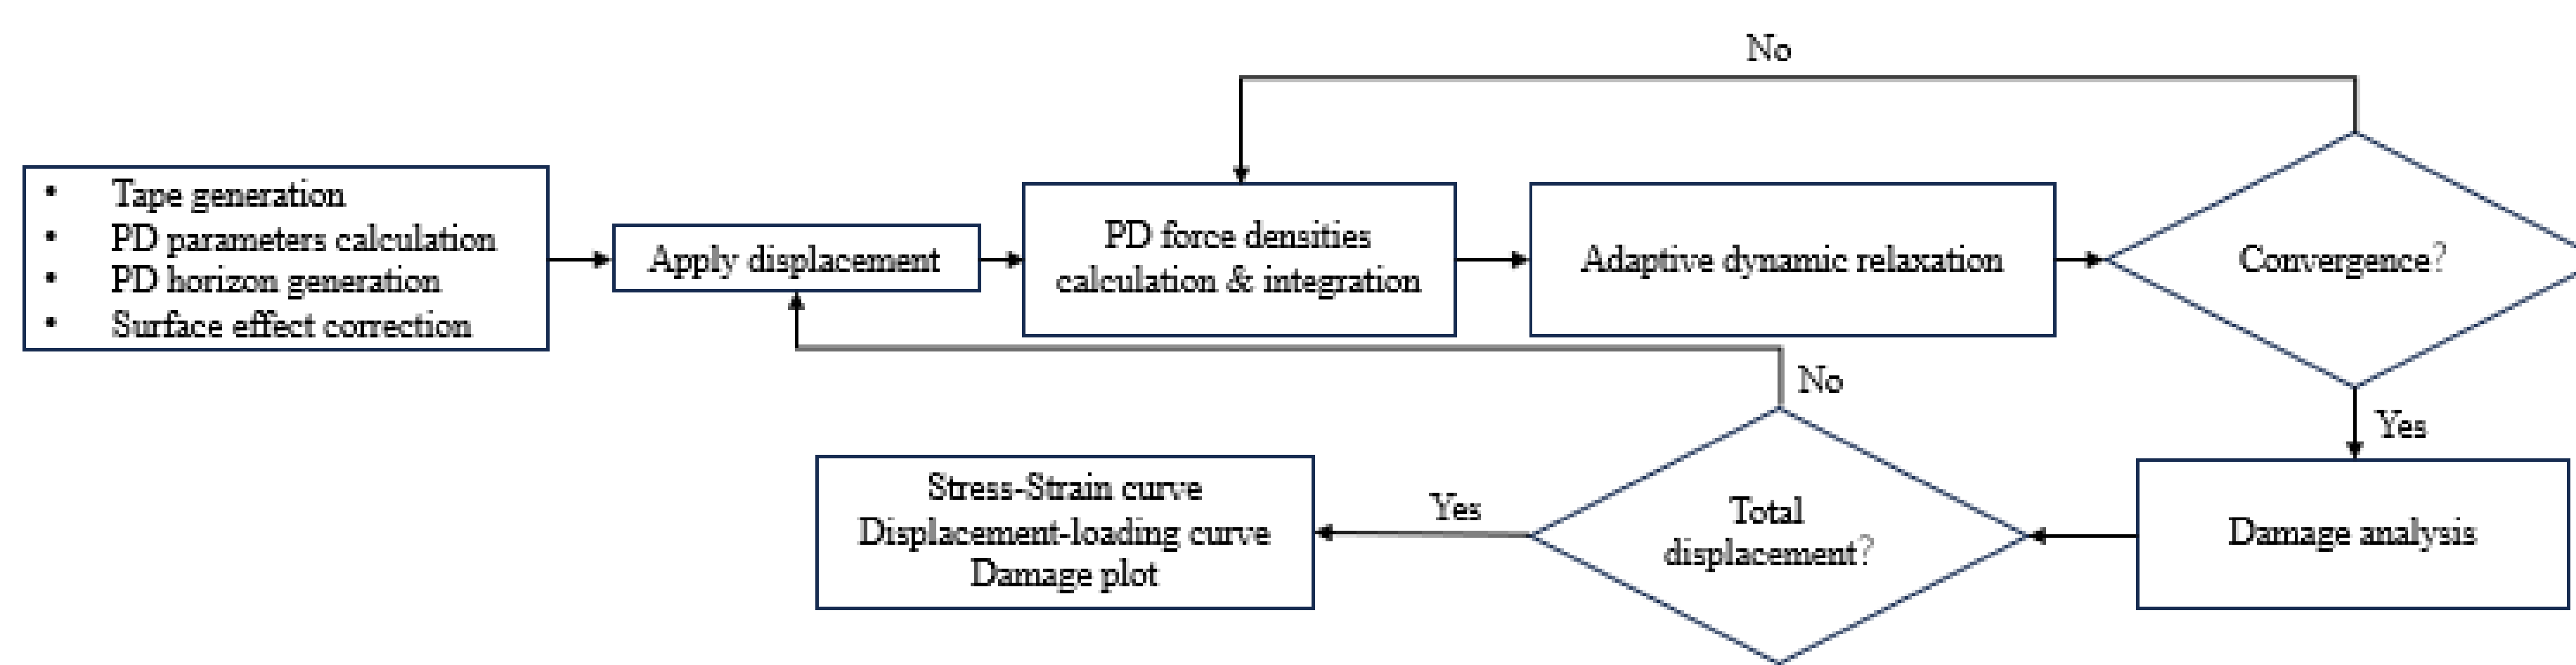 No
• Tape generation
• PD parameters calculation
• PD horizon generation
• Surface effect correction
Apply displacement
PD force densities
calculation & integration
Adaptive dynamic relaxation
Convergence?
No
Yes
Stress-Strain curve
Displacement-loading curve
Damage plot
Yes
Total
displacement?
Damage analysis